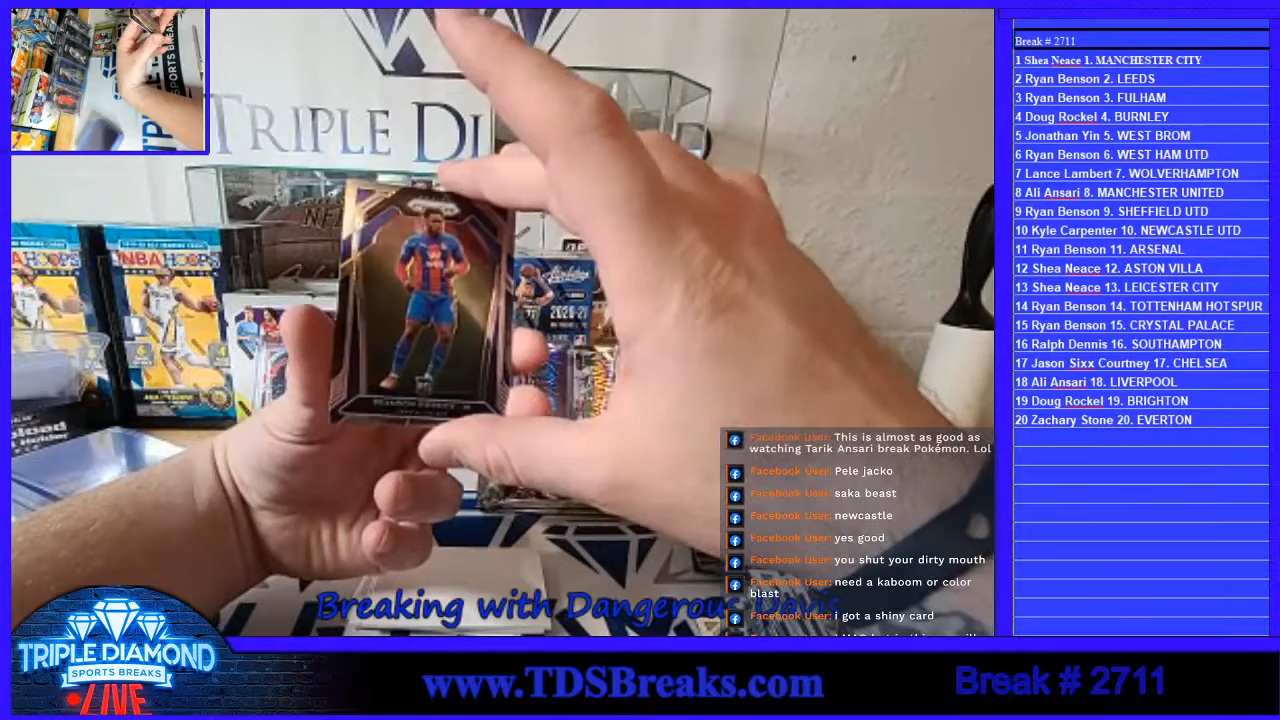 TRIPLE DI
NBA HOOPS
NBA HOOPS
NFL
Absolute
2020-21
Breaking with Dangerous Davis
Facebook User: This is almost as good as
watching Tarik Ansari break Pokémon. Lol
Facebook User: Pele jacko
Facebook User: saka beast
Facebook User: newcastle
Facebook User: yes good
Facebook User: you shut your dirty mouth
Facebook User: need a kaboom or color
blast
Facebook User: i got a shiny card
Break # 2711
1 Shea Neace 1. MANCHESTER CITY
2 Ryan Benson 2. LEEDS
3 Ryan Benson 3. FULHAM
4 Doug Rockel 4. BURNLEY
5 Jonathan Yin 5. WEST BROM
6 Ryan Benson 6. WEST HAM UTD
7 Lance Lambert 7. WOLVERHAMPTON
8 Ali Ansari 8. MANCHESTER UNITED
9 Ryan Benson 9. SHEFFIELD UTD
10 Kyle Carpenter 10. NEWCASTLE UTD
11 Ryan Benson 11. ARSENAL
12 Shea Neace 12. ASTON VILLA
13 Shea Neace 13. LEICESTER CITY
14 Ryan Benson 14. TOTTENHAM HOTSPUR
15 Ryan Benson 15. CRYSTAL PALACE
16 Ralph Dennis 16. SOUTHAMPTON
17 Jason Sixx Courtney 17. CHELSEA
18 Ali Ansari 18. LIVERPOOL
19 Doug Rockel 19. BRIGHTON
20 Zachary Stone 20. EVERTON
TRIPLE DIAMOND
SPORTS BREAKS
LIVE
www.TDSBreaks.com
Break # 2711